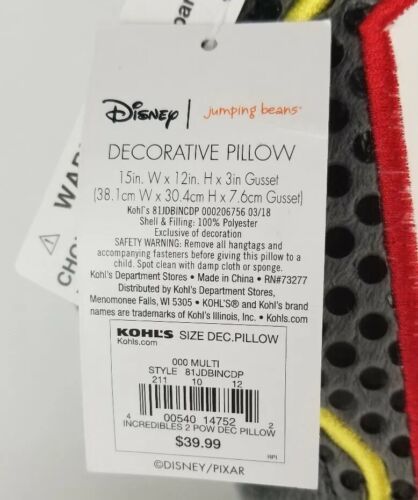 DISNEY | jumping beans
DECORATIVE PILLOW
15in. W x 12in. H x 3in Gusset
(38.1cm W x 30.4cm H x 7.6cm Gusset)
Kohl's 81JDBINCDP 000206756 03/18
Shell & Filling: 100% Polyester
Exclusive of decoration
SAFETY WARNING: Remove all hangtags and
accompanying fasteners before giving this pillow to a
child. Spot clean with damp cloth or sponge.
Kohl's Department Stores • Made in China • RN#73277
Distributed by Kohl's Department Stores,
Menomonee Falls, WI 5305 • KOHL'S® and Kohl's brand
names are trademarks of Kohl's Illinois, Inc. • Kohls.com
KOHL'S SIZE DEC.PILLOW
Kohls.com
000 MULTI
STYLE 81JDBINCDP
211 10 12
4 00540 14752 2
INCREDIBLES 2 POW DEC PILLOW
$39.99
RPI
©DISNEY/PIXAR